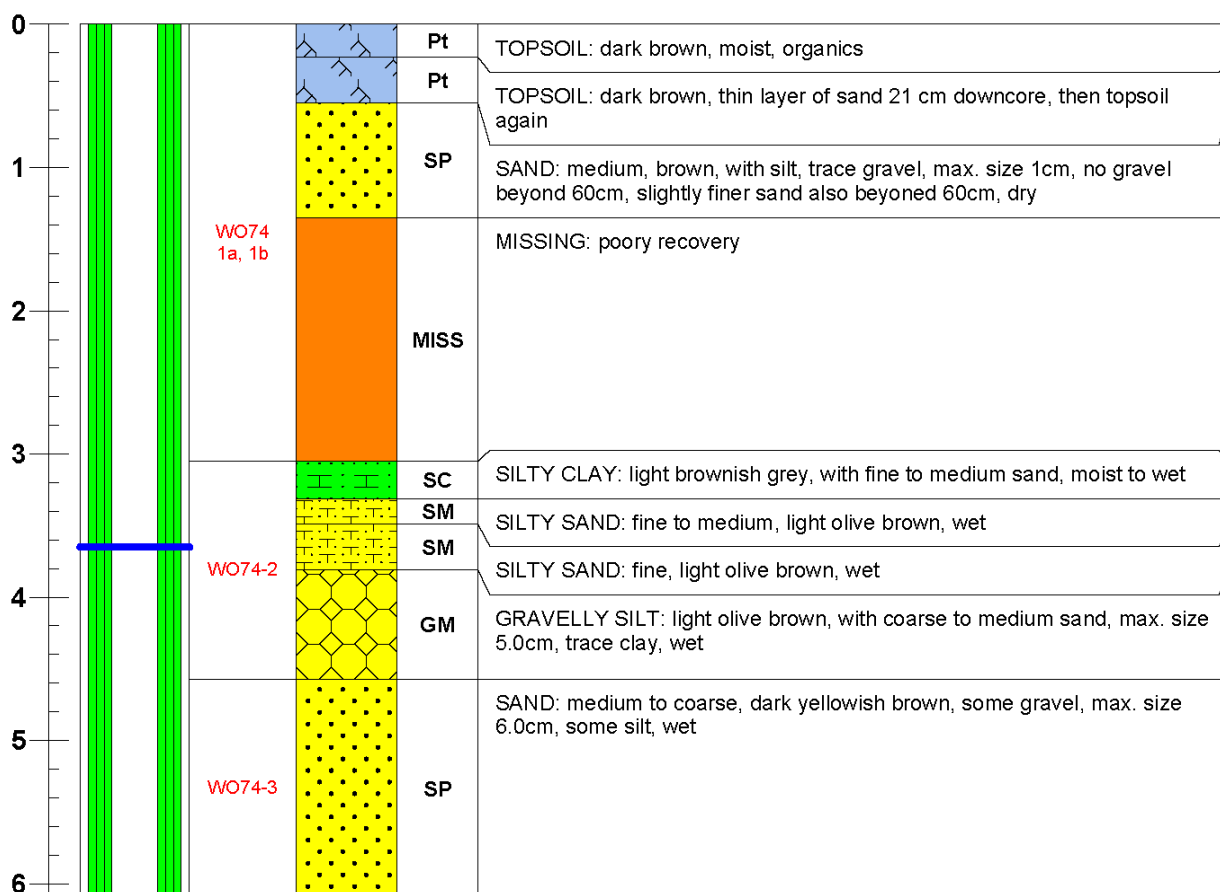 0
Pt
TOPSOIL: dark brown, moist, organics
Pt
TOPSOIL: dark brown, thin layer of sand 21 cm downcore, then topsoil
again
1
SP
SAND: medium, brown, with silt, trace gravel, max. size 1cm, no gravel
beyond 60cm, slightly finer sand also beyoned 60cm, dry
WO74
1a, 1b
MISSING: poory recovery
2
MISS
3
SC
SILTY CLAY: light brownish grey, with fine to medium sand, moist to wet
SM
SILTY SAND: fine to medium, light olive brown, wet
WO74-2
SM
SILTY SAND: fine, light olive brown, wet
4
GM
GRAVELLY SILT: light olive brown, with coarse to medium sand, max. size
5.0cm, trace clay, wet
SAND: medium to coarse, dark yellowish brown, some gravel, max. size
6.0cm, some silt, wet
5
WO74-3
SP
6